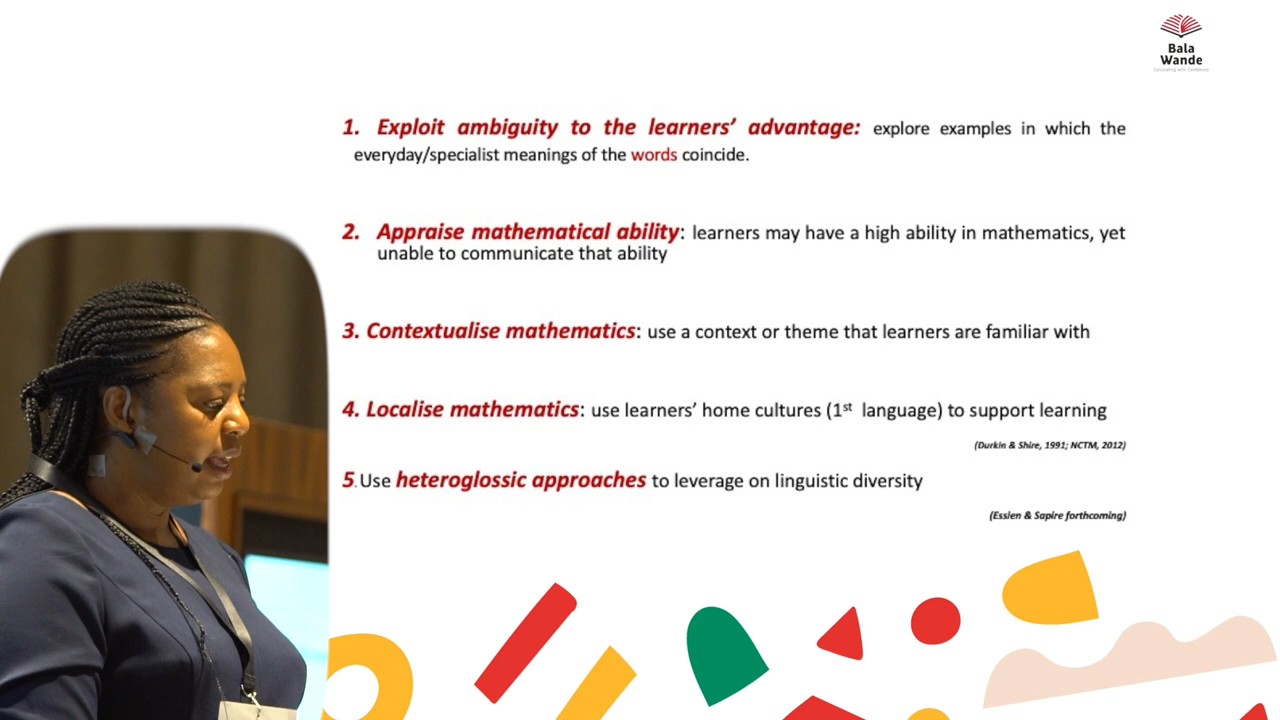 Bala
Wande
Calculating with Confidence
1. Exploit ambiguity to the learners’ advantage: explore examples in which the
everyday/specialist meanings of the words coincide.
2. Appraise mathematical ability: learners may have a high ability in mathematics, yet
unable to communicate that ability
3. Contextualise mathematics: use a context or theme that learners are familiar with
4. Localise mathematics: use learners’ home cultures (1st language) to support learning
(Durkin & Shire, 1991; NCTM, 2012)
5. Use heteroglossic approaches to leverage on linguistic diversity
(Essien & Sapire forthcoming)